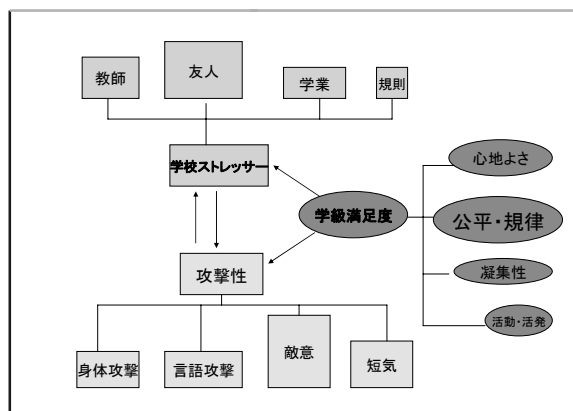 教師
友人
学業
規則
学校ストレッサー
心地よさ
学級満足度
公平・規律
攻撃性
凝集性
活動・活発
身体攻撃
言語攻撃
敵意
短気